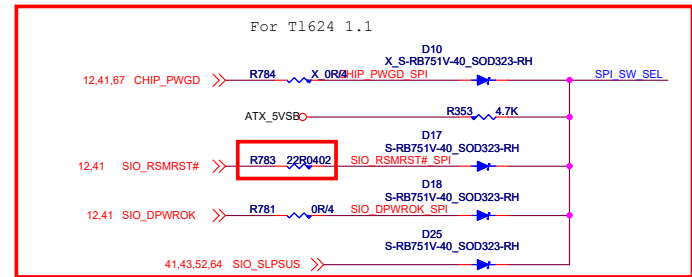 For T1624 1.1
D10
X_S-RB751V-40_SOD323-RH
12,41,67 CHIP_PWGD R784 X_0R/4 CHIP_PWGD_SPI SPI_SW_SEL
ATX_5VSB R353 4.7K
D17
S-RB751V-40_SOD323-RH
12,41 SIO_RSMRST# R783 22R0402 SIO_RSMRST#_SPI
D18
S-RB751V-40_SOD323-RH
12,41 SIO_DPWROK R781 0R/4 SIO_DPWROK_SPI
D25
S-RB751V-40_SOD323-RH
41,43,52,64 SIO_SLPSUS